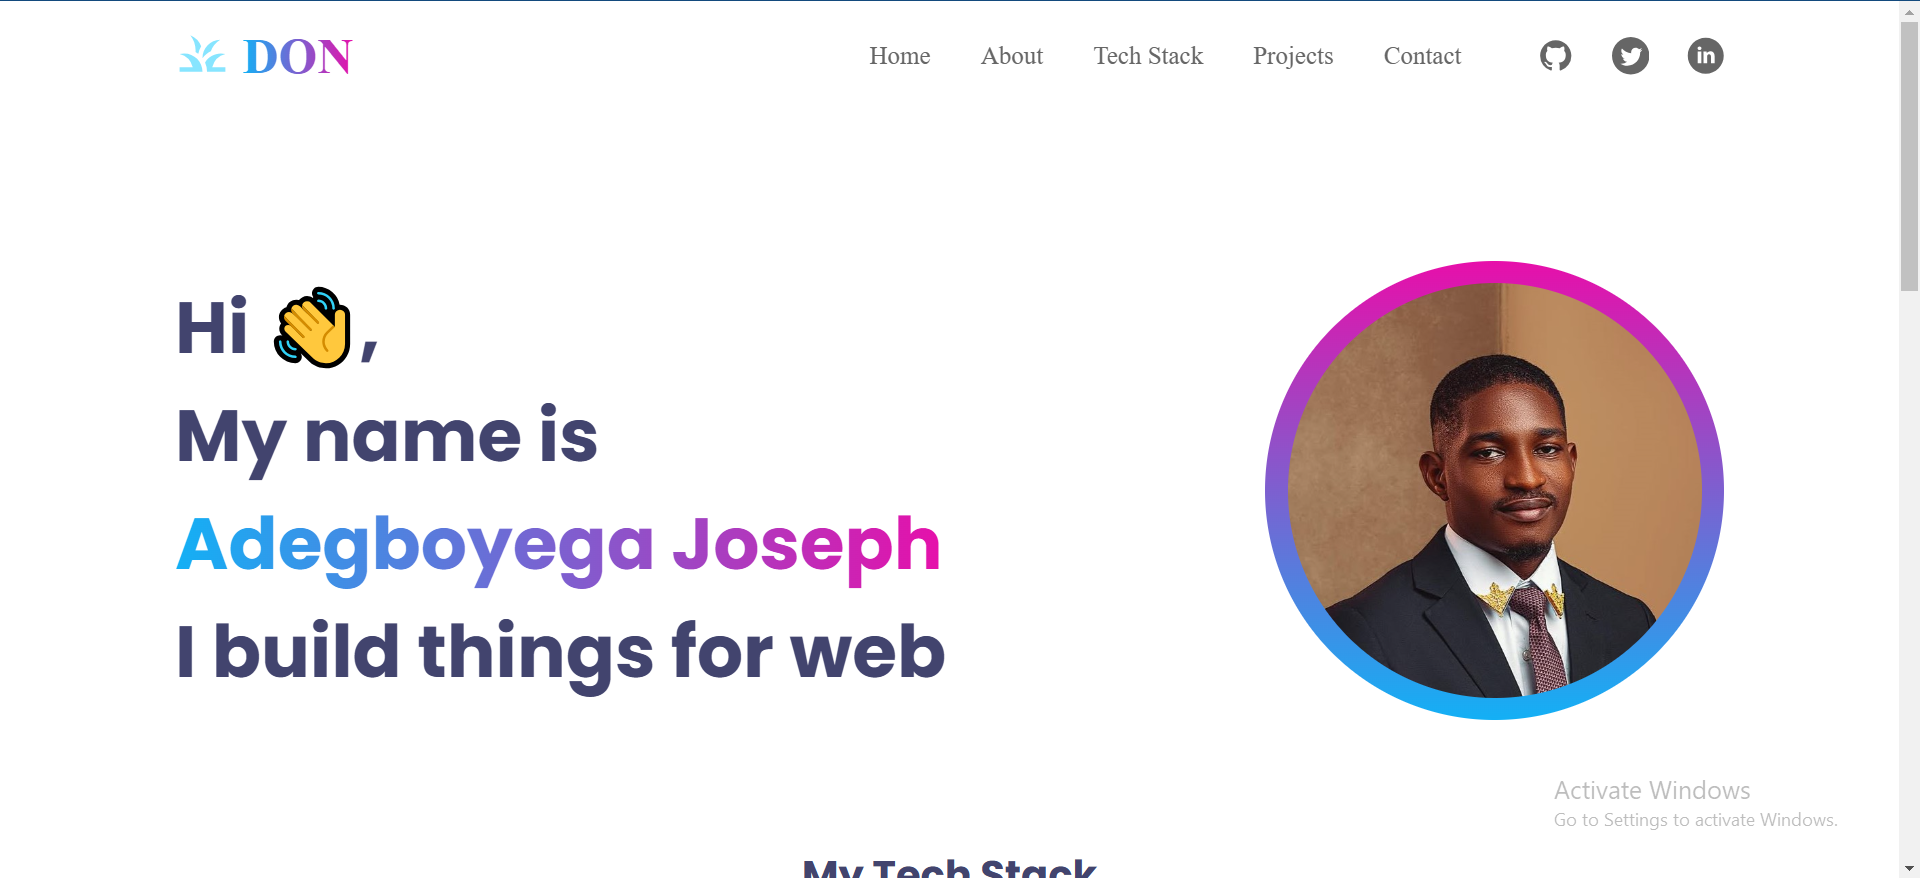 DON
Home About Tech Stack Projects Contact
in
Hi 👋,
My name is
Adegboyega Joseph
I build things for web
Activate Windows
Go to Settings to activate Windows.
My Tech Stack